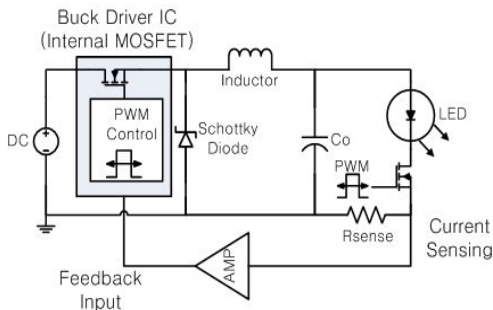 Buck Driver IC
(Internal MOSFET)
Inductor
PWM
Control
Schottky
Diode
DC
Co
LED
PWM
Rsense
Current
Sensing
AMP
Feedback
Input